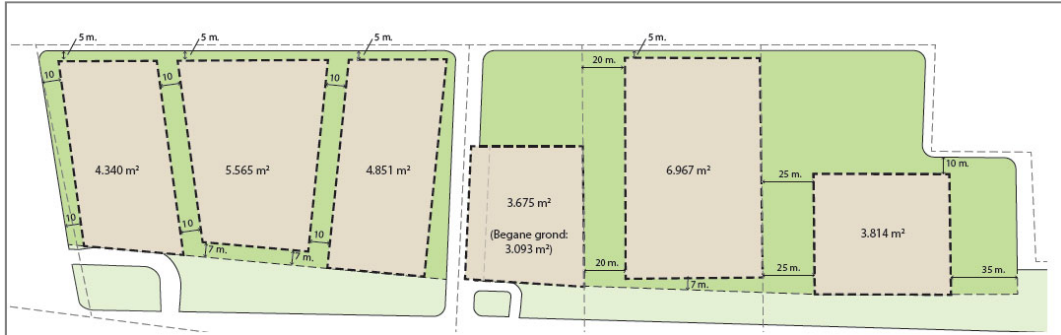 5 m.
5 m.
5 m.
5 m.
10
10
10
20 m.
4.340 m²
5.565 m²
4.851 m²
6.967 m²
10 m.
25 m.
3.675 m²
(Begane grond:
3.093 m²)
3.814 m²
10
10
10
7 m.
7 m.
20 m.
25 m.
35 m.
7 m.